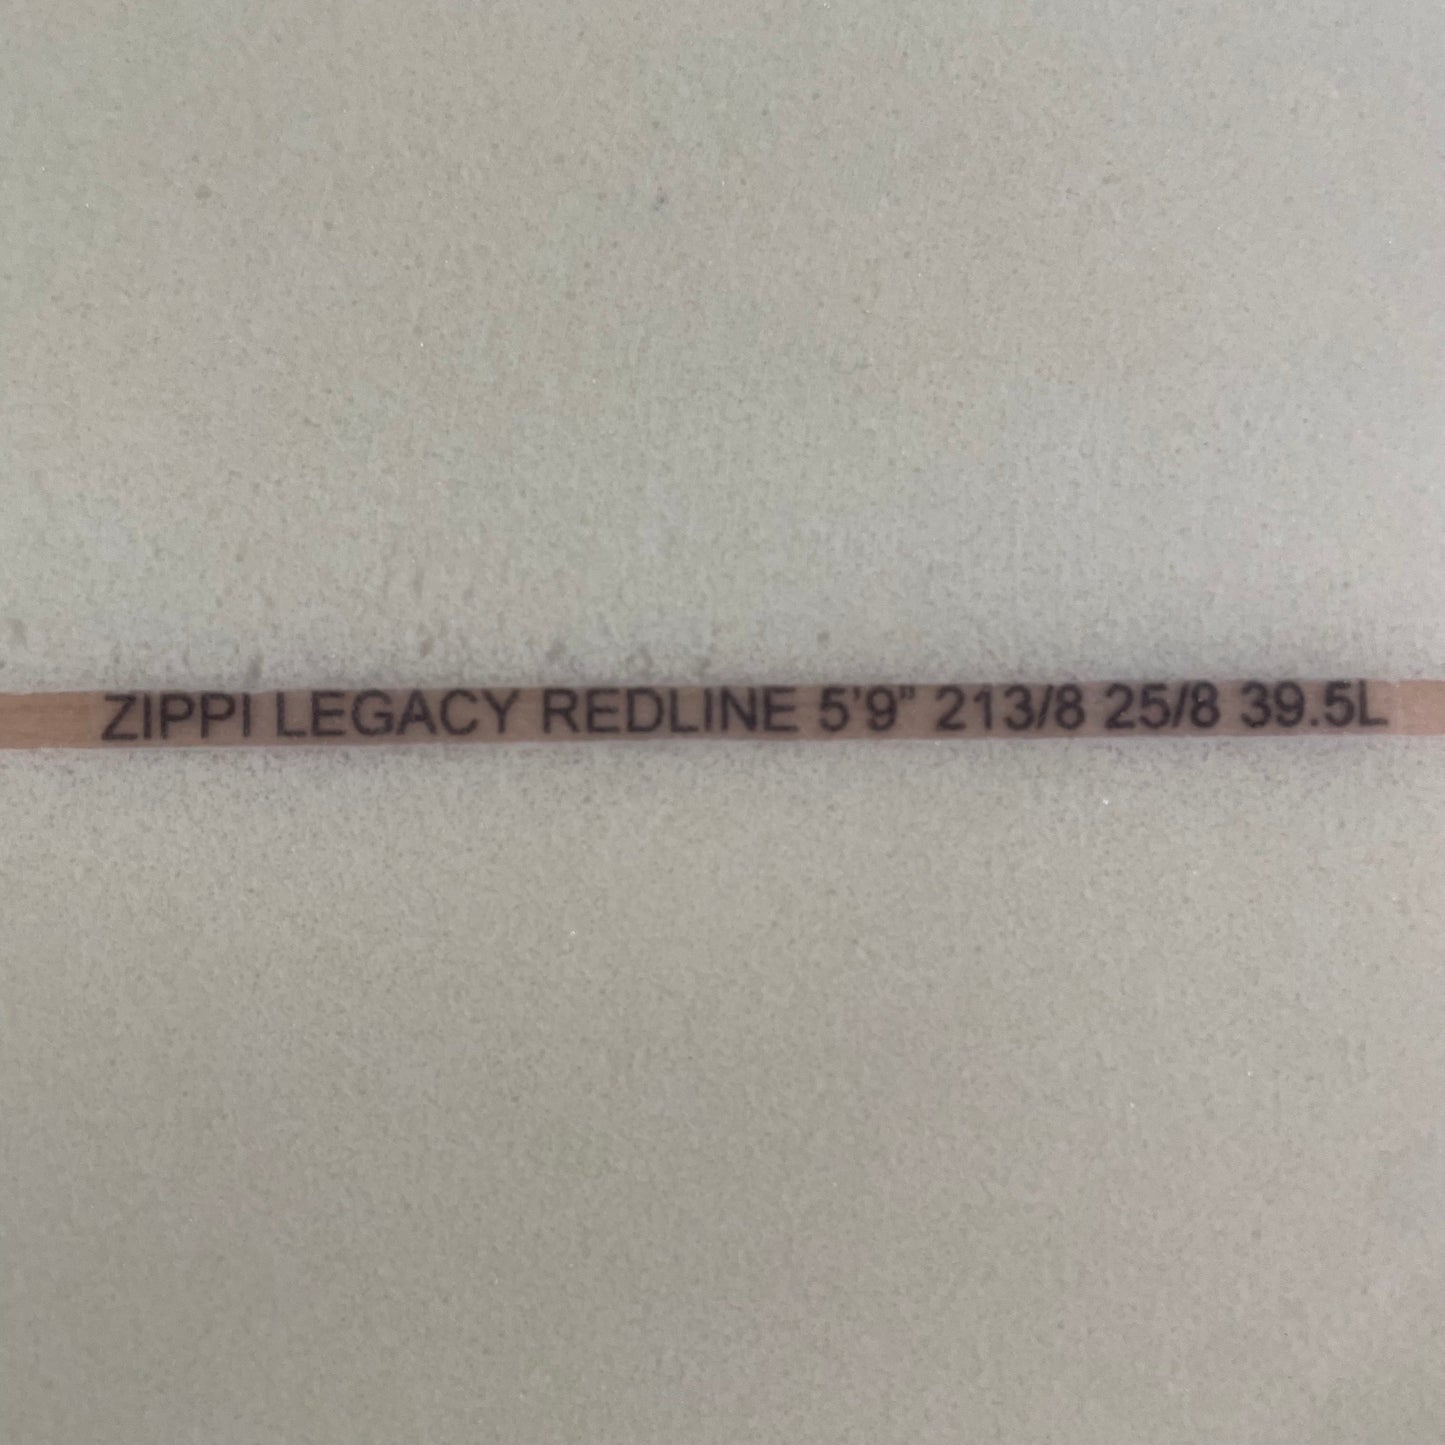 ZIPPI LEGACY REDLINE 5’9” 213/8 25/8 39.5L